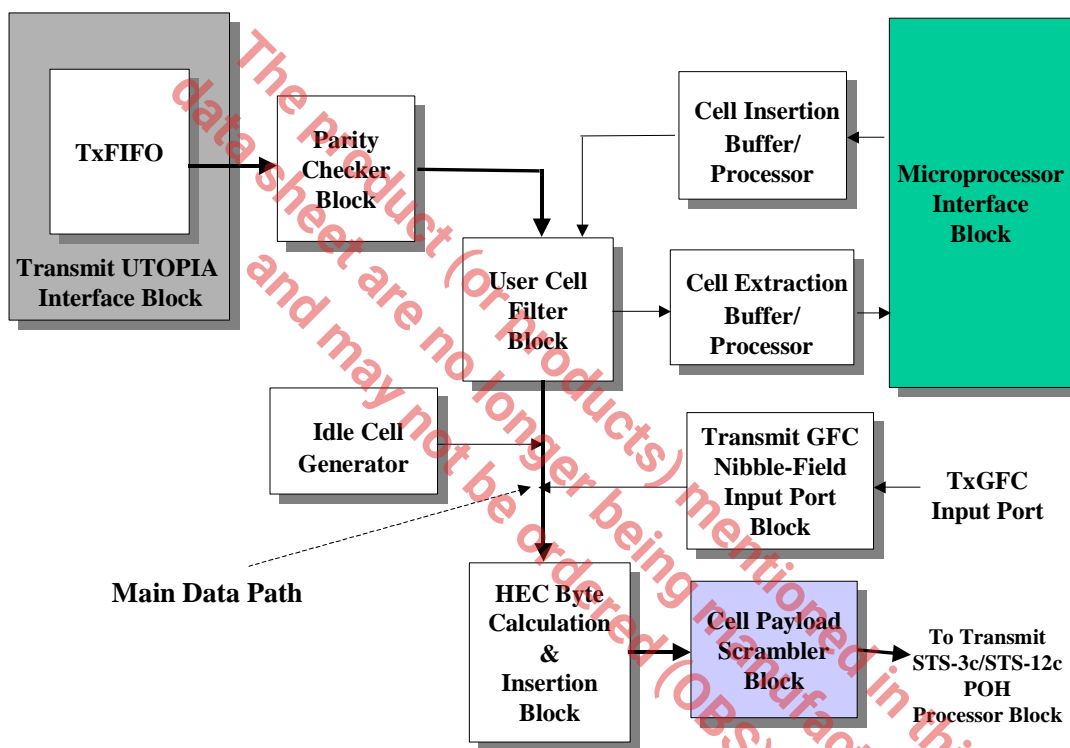 TxFIFO
Transmit UTOPIA
Interface Block
Parity
Checker
Block
Cell Insertion
Buffer/
Processor
Microprocessor
Interface
Block
User Cell
Filter
Block
Cell Extraction
Buffer/
Processor
Idle Cell
Generator
Transmit GFC
Nibble-Field
Input Port
Block
TxGFC
Input Port
Main Data Path
HEC Byte
Calculation
&
Insertion
Block
Cell Payload
Scrambler
Block
To Transmit
STS-3c/STS-12c
POH
Processor Block
The product (or products) mentioned in this
data sheet are no longer being manufact
and may not be ordered (OBS)